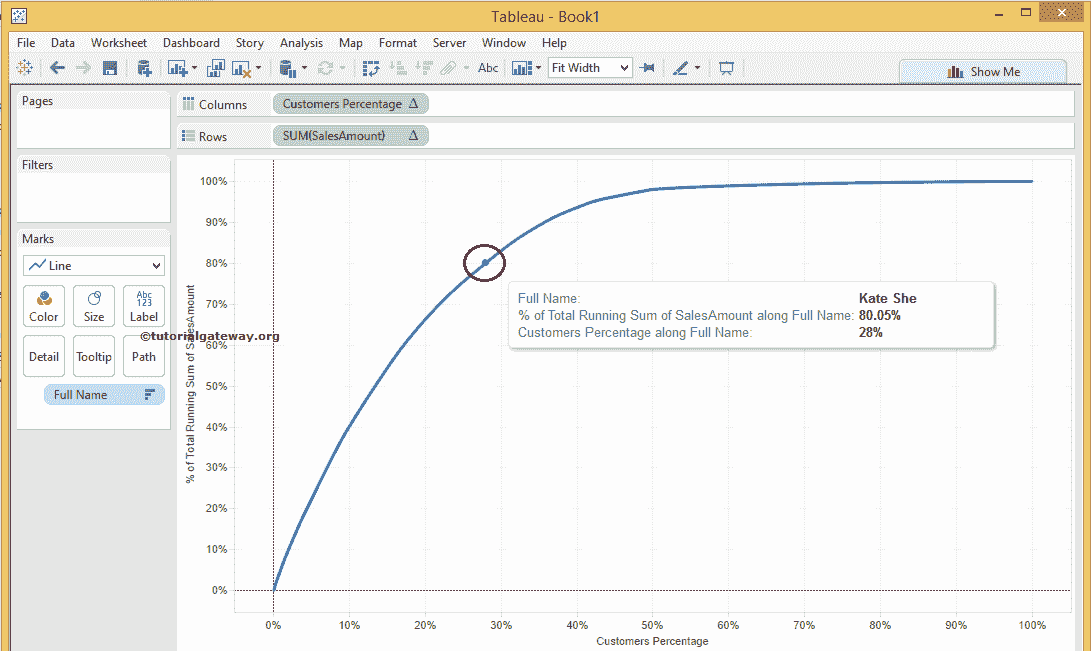 Tableau - Book1
File Data Worksheet Dashboard Story Analysis Map Format Server Window Help
Abc Fit Width Show Me
Pages
Columns Customers Percentage Δ
Rows SUM(SalesAmount) Δ
Filters
Marks
Line
Abc
123
Color Size Label
Detail Tooltip Path
Full Name
©tutorialgateway.org
% of Total Running Sum of SalesAmount
100%
90%
80%
70%
60%
50%
40%
30%
20%
10%
0%
Full Name: Kate She
% of Total Running Sum of SalesAmount along Full Name: 80.05%
Customers Percentage along Full Name: 28%
0% 10% 20% 30% 40% 50% 60% 70% 80% 90% 100%
Customers Percentage